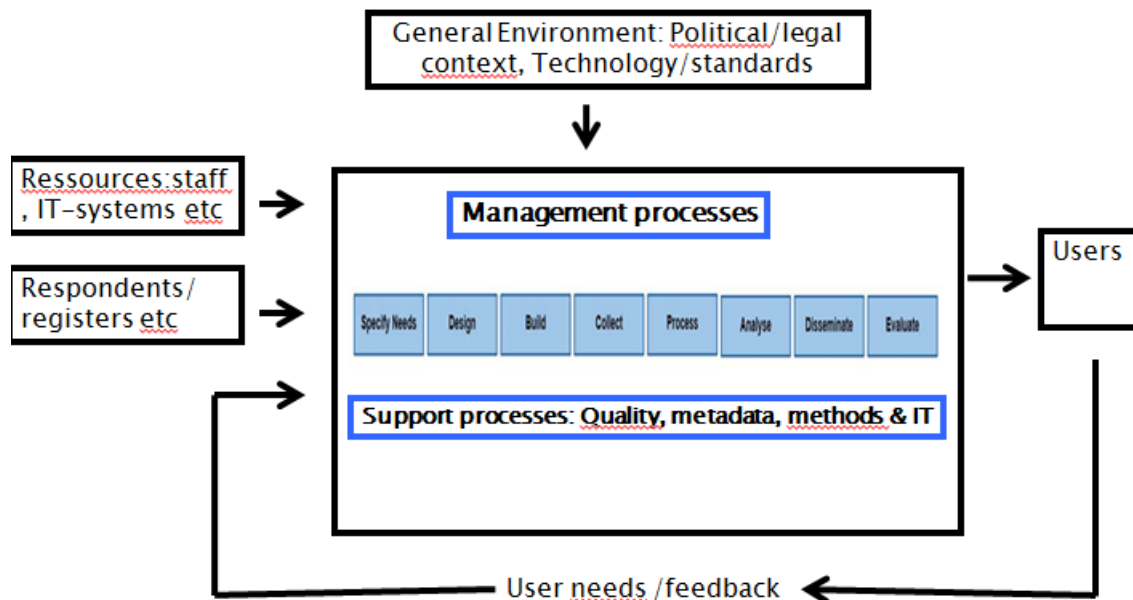 General Environment: Political/legal
context, Technology/standards
Ressources:staff
, IT-systems etc
Management processes
Users
Respondents/
registers etc
Specify Needs Design Build Collect Process Analyse Disseminate Evaluate
Support processes: Quality, metadata, methods & IT
User needs /feedback